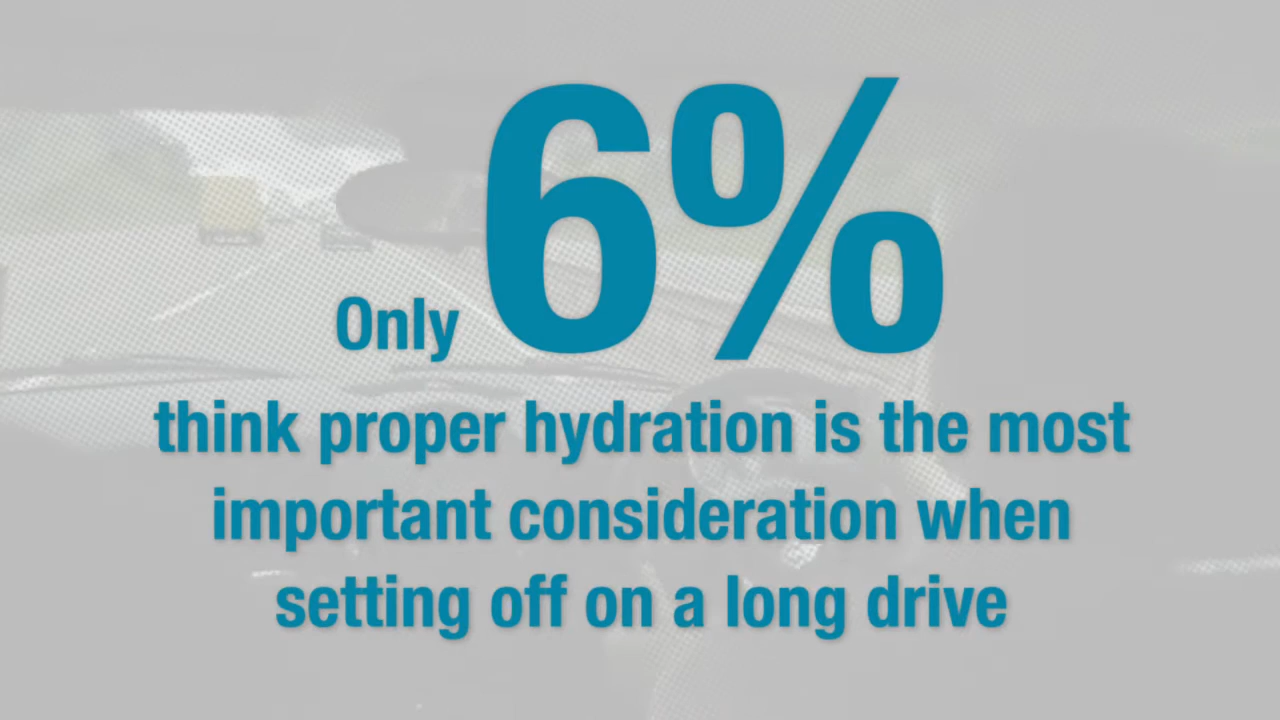 Only 6%
think proper hydration is the most
important consideration when
setting off on a long drive